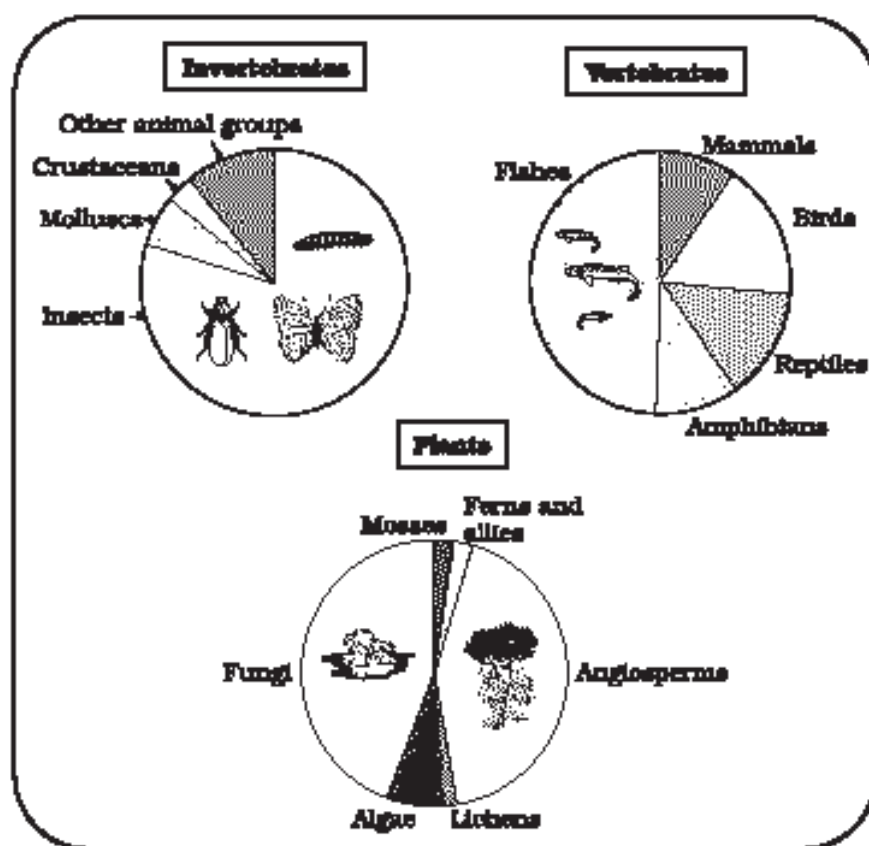 Invertebrates
Vertebrates
Other animal groups
Crustaceans
Molluscs
Insects
Fishes
Mammals
Birds
Reptiles
Amphibians
Plants
Mosses
Ferns and
allies
Fungi
Angiosperms
Algae
Lichens